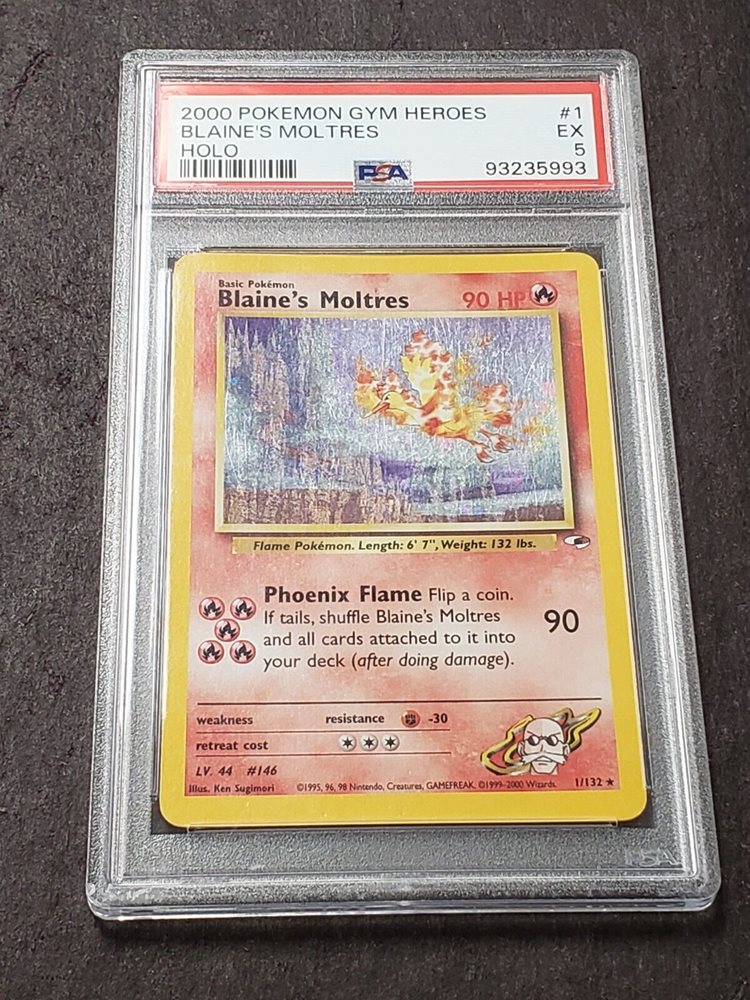 2000 POKEMON GYM HEROES #1
BLAINE'S MOLTRES EX
HOLO 5
PSA 93235993
Basic Pokémon
Blaine's Moltres 90 HP
Flame Pokémon. Length: 6' 7", Weight: 132 lbs.
Phoenix Flame Flip a coin.
If tails, shuffle Blaine's Moltres
and all cards attached to it into
your deck (after doing damage).
90
weakness resistance -30
retreat cost
LV. 44 #146
Illus. Ken Sugimori ©1995, 96, 98 Nintendo, Creatures, GAMEFREAK. ©1999-2000 Wizards. 1/132 ★
PSA